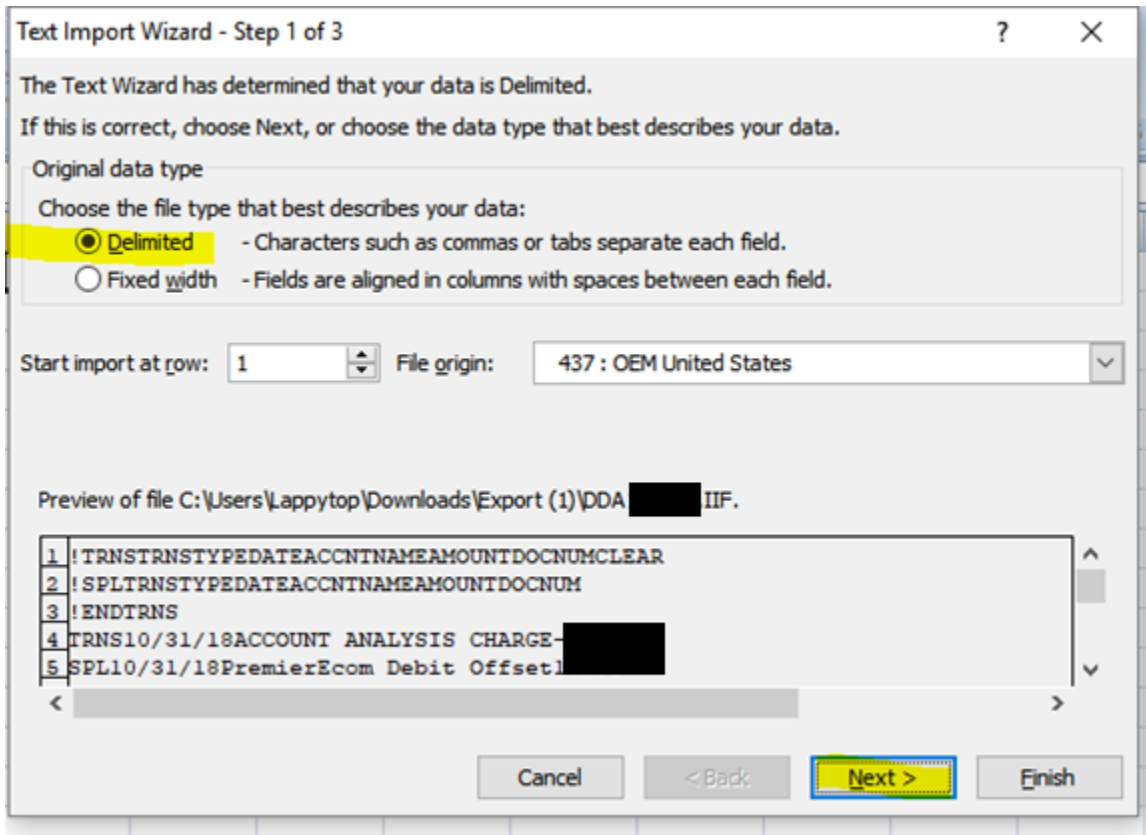 Text Import Wizard - Step 1 of 3 ? X
The Text Wizard has determined that your data is Delimited.
If this is correct, choose Next, or choose the data type that best describes your data.
Original data type
Choose the file type that best describes your data:
Delimited - Characters such as commas or tabs separate each field.
Fixed width - Fields are aligned in columns with spaces between each field.
Start import at row: 1 File origin: 437 : OEM United States
Preview of file C:\Users\Lappytop\Downloads\Export (1)\DDA .IIF.
1 !TRNSTRNSTYPEDATEACCNTNAMEAMOUNTDOCNUMCLEAR
2 !SPLTRNSTYPEDATEACCNTNAMEAMOUNTDOCNUM
3 !ENDTRNS
4 TRNS10/31/18ACCOUNT ANALYSIS CHARGE-
5 SPL10/31/18PremierEcom Debit Offset1
Cancel < Back Next > Finish